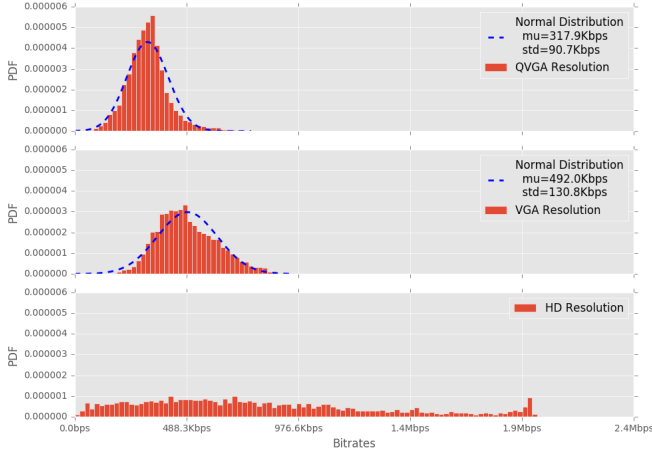 0.000006
0.000005
0.000004
0.000003
0.000002
0.000001
0.000000
PDF
Normal Distribution
mu=317.9Kbps
std=90.7Kbps
QVGA Resolution
0.000006
0.000005
0.000004
0.000003
0.000002
0.000001
0.000000
PDF
Normal Distribution
mu=492.0Kbps
std=130.8Kbps
VGA Resolution
0.000006
0.000005
0.000004
0.000003
0.000002
0.000001
0.000000
PDF
HD Resolution
0.0bps 488.3Kbps 976.6Kbps 1.4Mbps 1.9Mbps 2.4Mbps
Bitrates